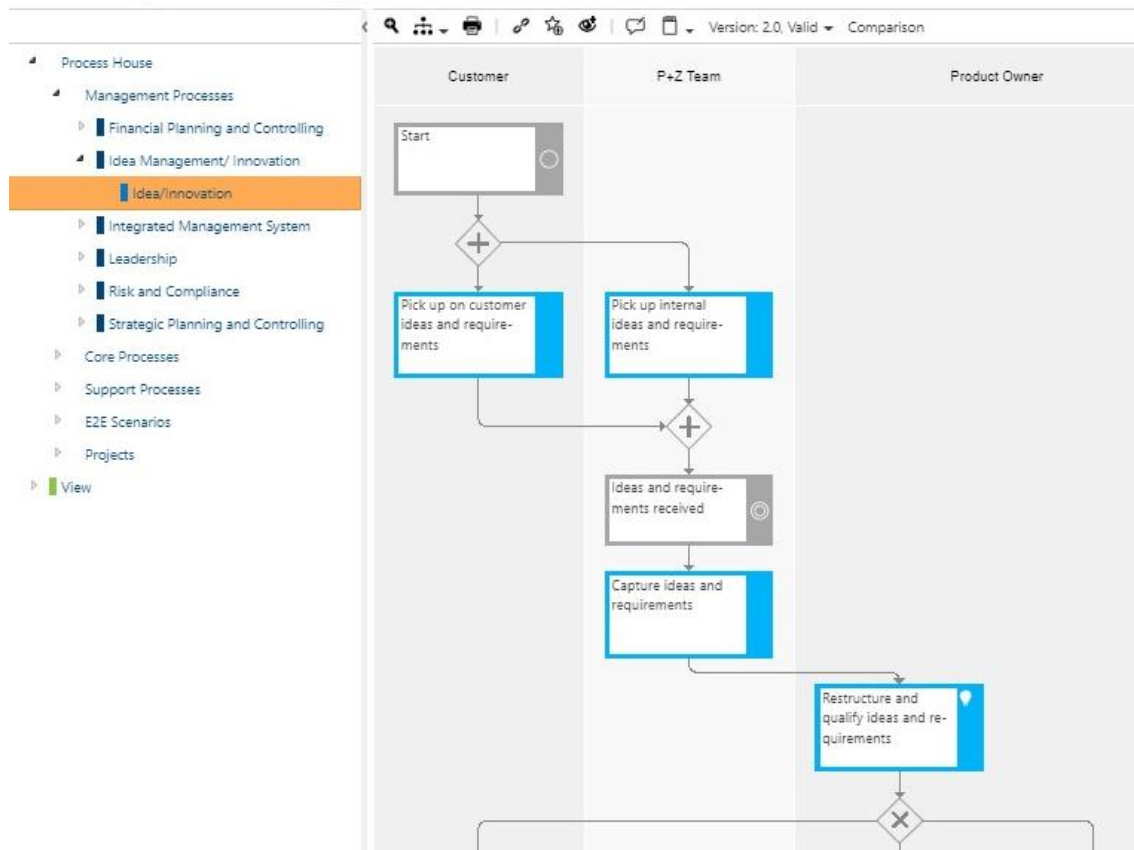 Version: 2.0, Valid
Comparison
Process House
Management Processes
Financial Planning and Controlling
Idea Management/ Innovation
Idea/Innovation
Integrated Management System
Leadership
Risk and Compliance
Strategic Planning and Controlling
Core Processes
Support Processes
E2E Scenarios
Projects
View
Customer
P+Z Team
Product Owner
Start
Pick up on customer
ideas and require-
ments
Pick up internal
ideas and require-
ments
Ideas and require-
ments received
Capture ideas and
requirements
Restructure and
qualify ideas and re-
quirements